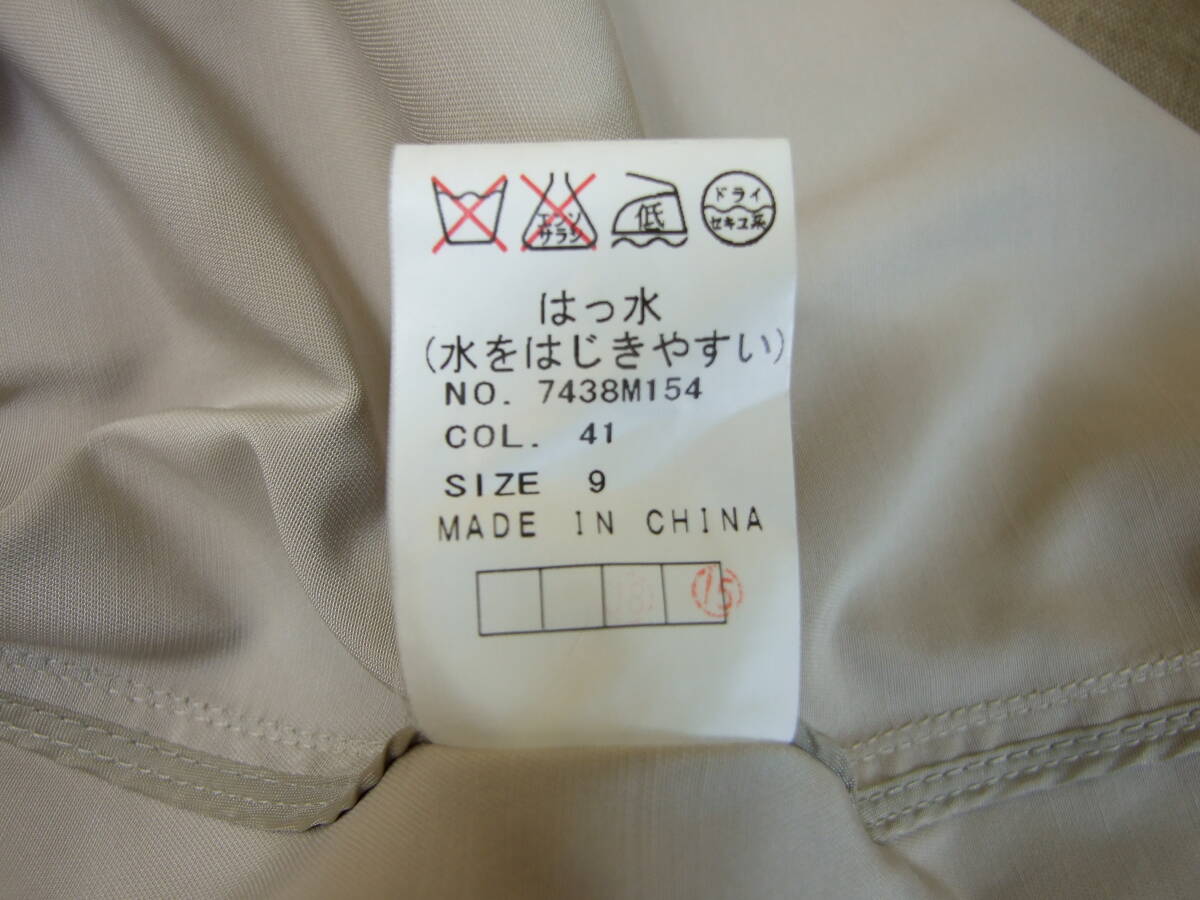 エンソ
サラシ
低
ドライ
セキユ系
はっ水
(水をはじきやすい)
NO. 7438M154
COL. 41
SIZE 9
MADE IN CHINA
15